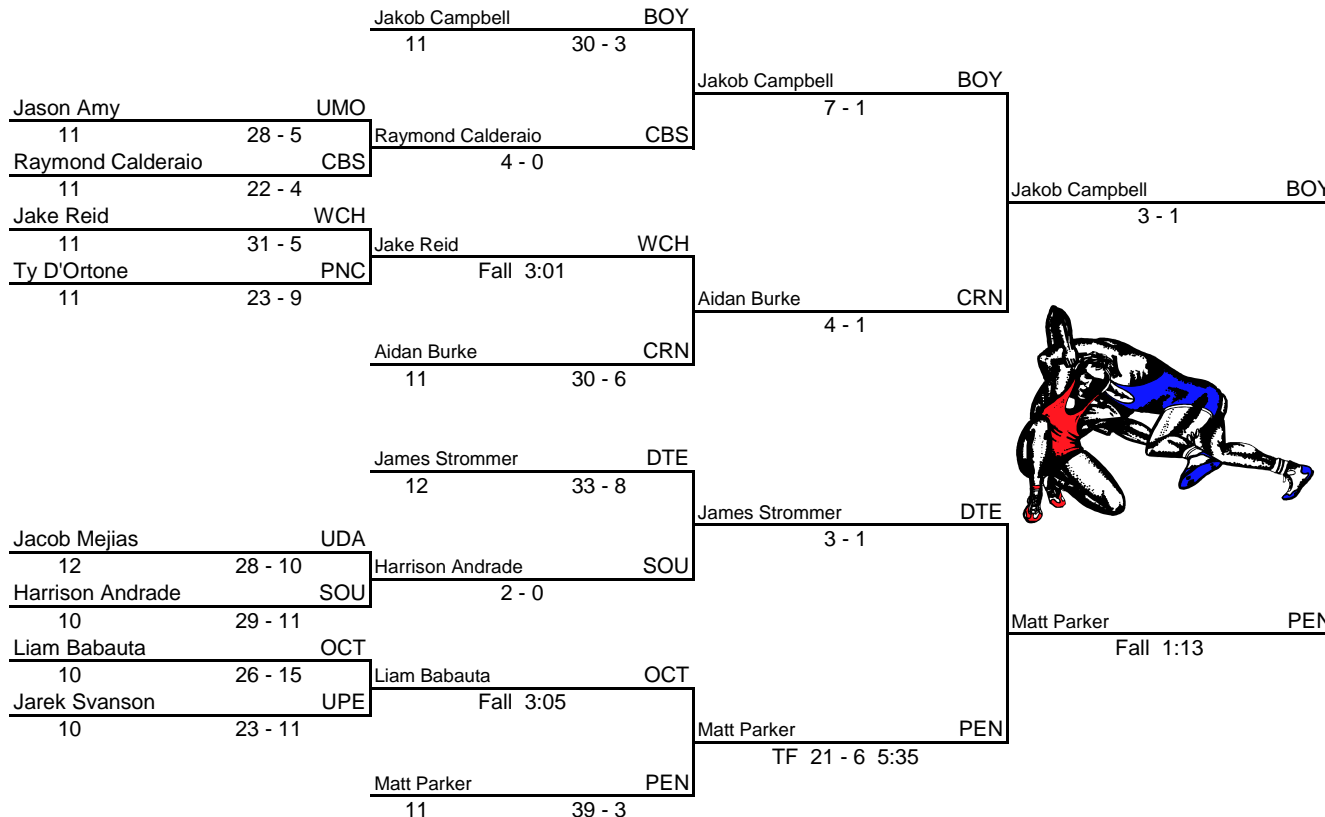 Jakob Campbell BOY
11 30 - 3
Jakob Campbell BOY
7 - 1
Jason Amy UMO
11 28 - 5
Raymond Calderaio CBS
4 - 0
Raymond Calderaio CBS
11 22 - 4
Jakob Campbell BOY
3 - 1
Jake Reid WCH
11 31 - 5
Jake Reid WCH
Fall 3:01
Ty D'Ortone PNC
11 23 - 9
Aidan Burke CRN
4 - 1
Aidan Burke CRN
11 30 - 6
James Strommer DTE
12 33 - 8
James Strommer DTE
3 - 1
Jacob Mejias UDA
12 28 - 10
Harrison Andrade SOU
2 - 0
Harrison Andrade SOU
10 29 - 11
Matt Parker PEN
Fall 1:13
Liam Babauta OCT
10 26 - 15
Liam Babauta OCT
Fall 3:05
Jarek Svanson UPE
10 23 - 11
Matt Parker PEN
TF 21 - 6 5:35
Matt Parker PEN
11 39 - 3